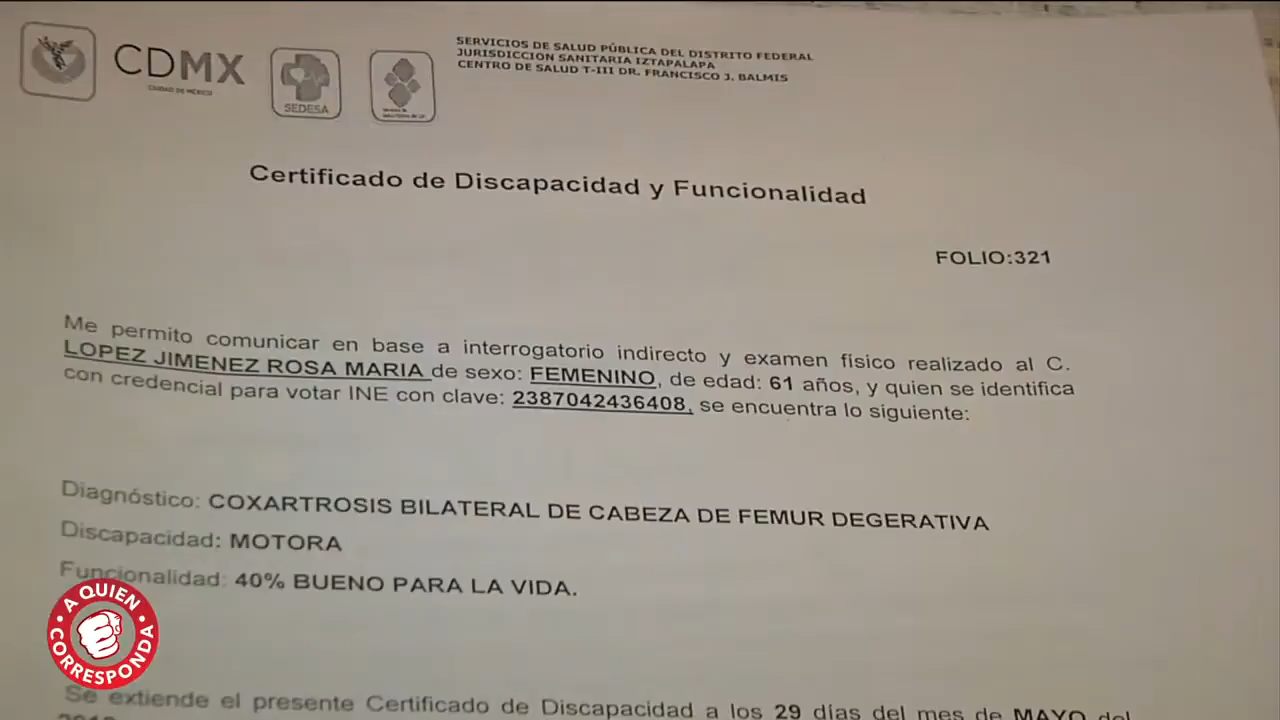 CDMX
CIUDAD DE MÉXICO
SEDESA
SERVICIOS DE SALUD PÚBLICA DEL DISTRITO FEDERAL
JURISDICCION SANITARIA IZTAPALAPA
CENTRO DE SALUD T-III DR. FRANCISCO J. BALMIS
Certificado de Discapacidad y Funcionalidad
FOLIO:321
Me permito comunicar en base a interrogatorio indirecto y examen físico realizado al C.
LOPEZ JIMENEZ ROSA MARIA de sexo: FEMENINO, de edad: 61 años, y quien se identifica
con credencial para votar INE con clave: 2387042436408, se encuentra lo siguiente:
Diagnóstico: COXARTROSIS BILATERAL DE CABEZA DE FEMUR DEGERATIVA
Discapacidad: MOTORA
Funcionalidad: 40% BUENO PARA LA VIDA.
A QUIEN CORRESPONDA
Se extiende el presente Certificado de Discapacidad a los 29 días del mes de MAYO del